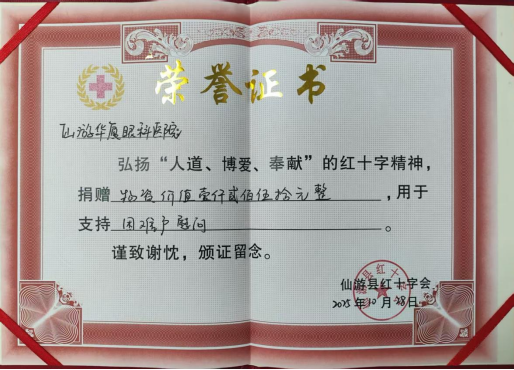 荣誉证书
仙游华厦眼科医院：
弘扬“人道、博爱、奉献”的红十字精神，
捐赠 物资价值壹仟贰佰伍拾元整 ，用于
支持 困难户慰问 。
谨致谢忱，颁证留念。
仙游县红十字会
2025年10月28日